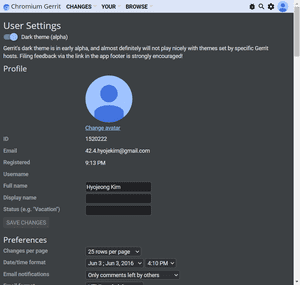 Chromium Gerrit CHANGES YOUR BROWSE
User Settings
Dark theme (alpha)
Gerrit's dark theme is in early alpha, and almost definitely will not play nicely with themes set by specific Gerrit
hosts. Filing feedback via the link in the app footer is strongly encouraged!
Profile
Change avatar
ID 1520222
Email 42.4.hyojekim@gmail.com
Registered 9:13 PM
Username
Full name Hyojeong Kim
Display name
Status (e.g. "Vacation")
SAVE CHANGES
Preferences
Changes per page 25 rows per page
Date/time format Jun 3 ; Jun 3, 2016 4:10 PM
Email notifications Only comments left by others